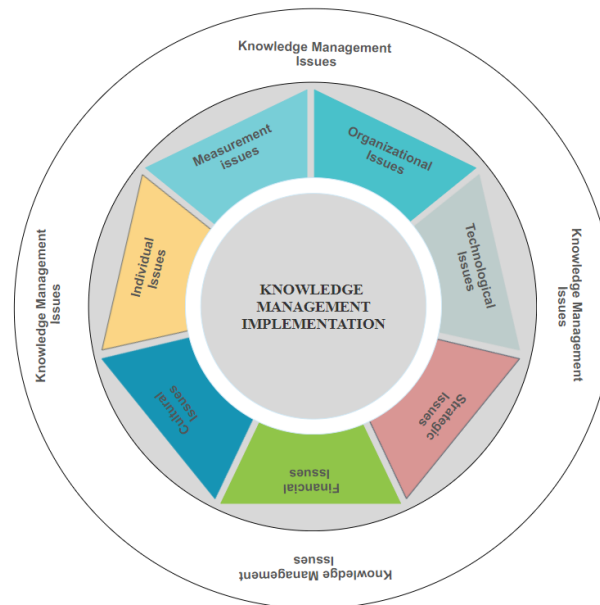 Knowledge Management
Issues
Measurement
issues
Organizational
Issues
Individual
Issues
Technological
Issues
Knowledge Management
Issues
Knowledge Management
Issues
KNOWLEDGE
MANAGEMENT
IMPLEMENTATION
Cultural
Issues
Strategic
Issues
Financial
Issues
Knowledge Management
Issues